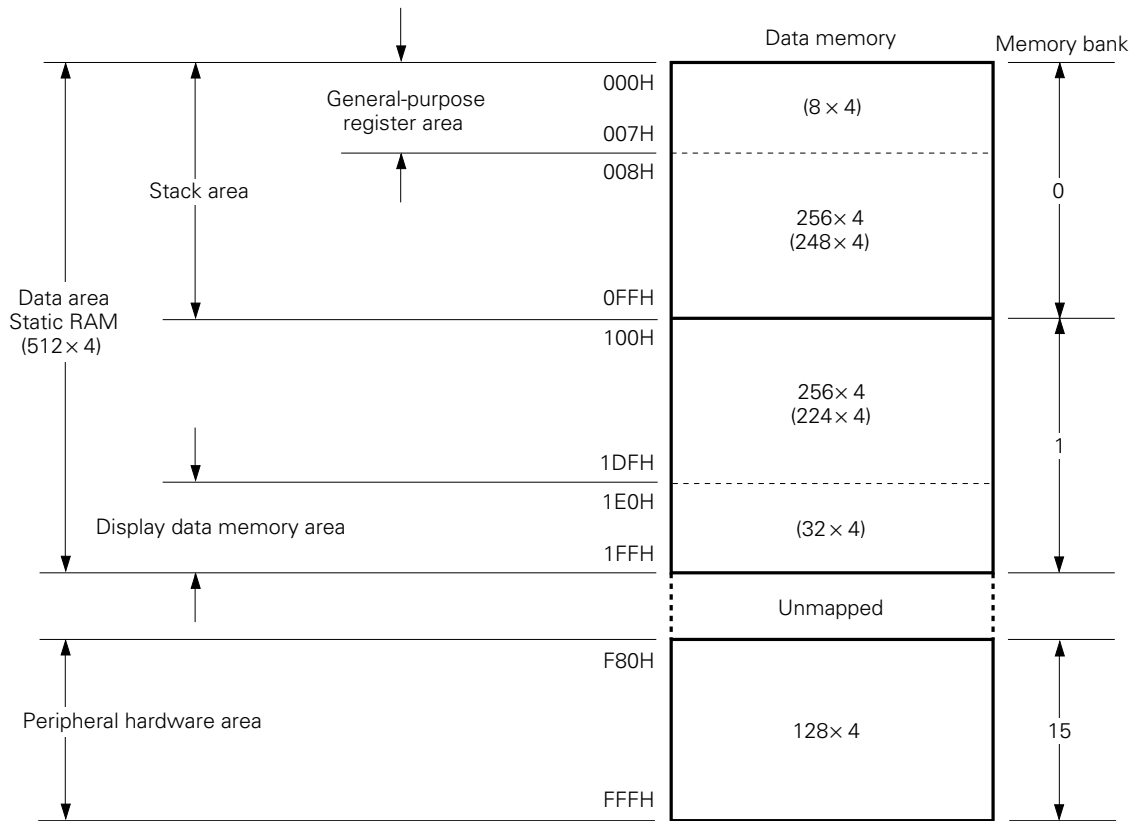 Data memory
Memory bank
000H
General-purpose
register area
(8 × 4)
007H
008H
Stack area
0
256× 4
(248 × 4)
Data area
Static RAM
(512× 4)
0FFH
100H
256× 4
(224 × 4)
1
1DFH
1E0H
Display data memory area
(32 × 4)
1FFH
Unmapped
F80H
Peripheral hardware area
128× 4
15
FFFH